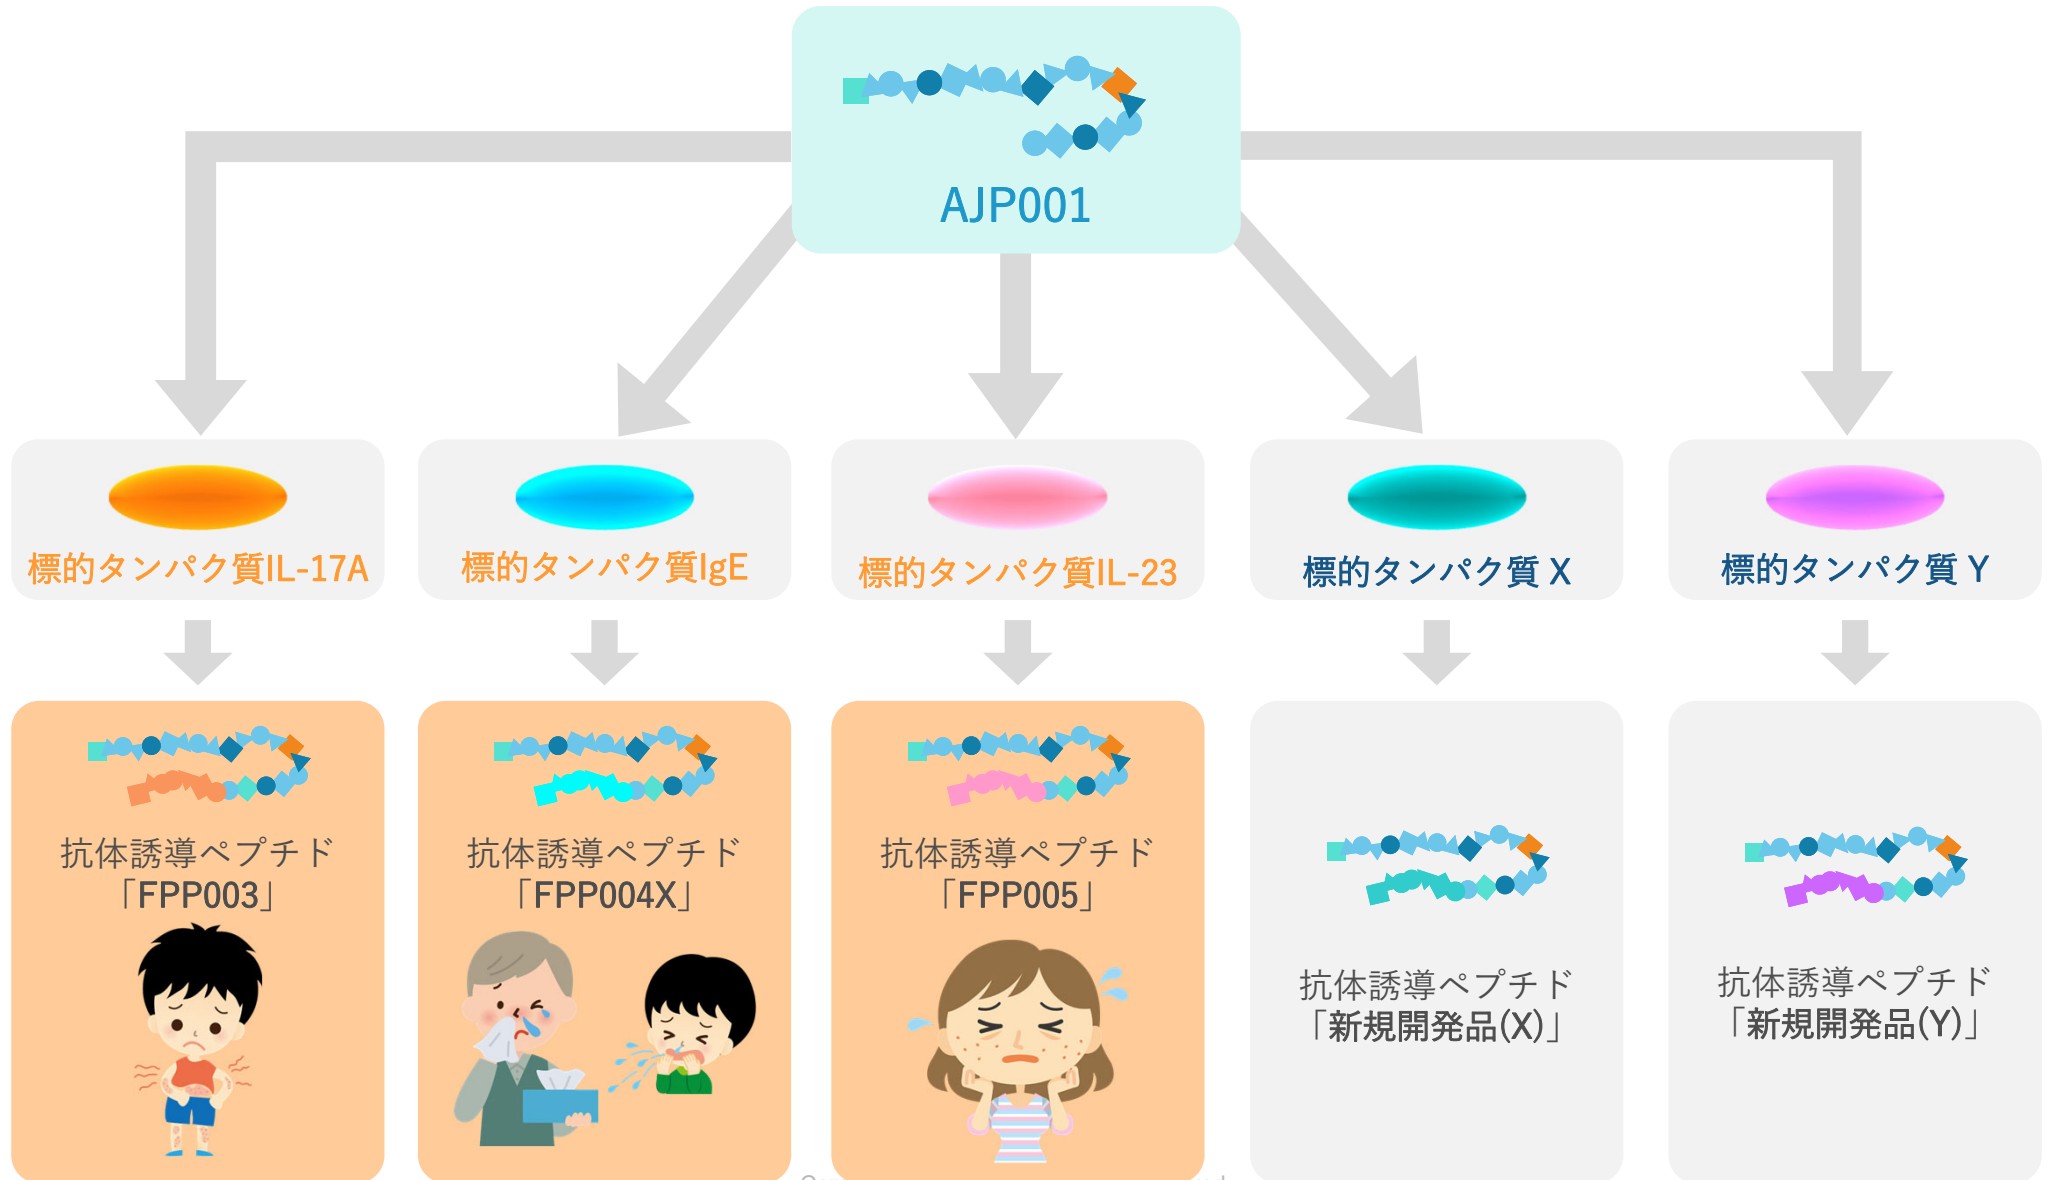 AJP001
標的タンパク質IL-17A
標的タンパク質IgE
標的タンパク質IL-23
標的タンパク質 X
標的タンパク質 Y
抗体誘導ペプチド
「FPP003」
抗体誘導ペプチド
「FPP004X」
抗体誘導ペプチド
「FPP005」
抗体誘導ペプチド
「新規開発品(X)」
抗体誘導ペプチド
「新規開発品(Y)」